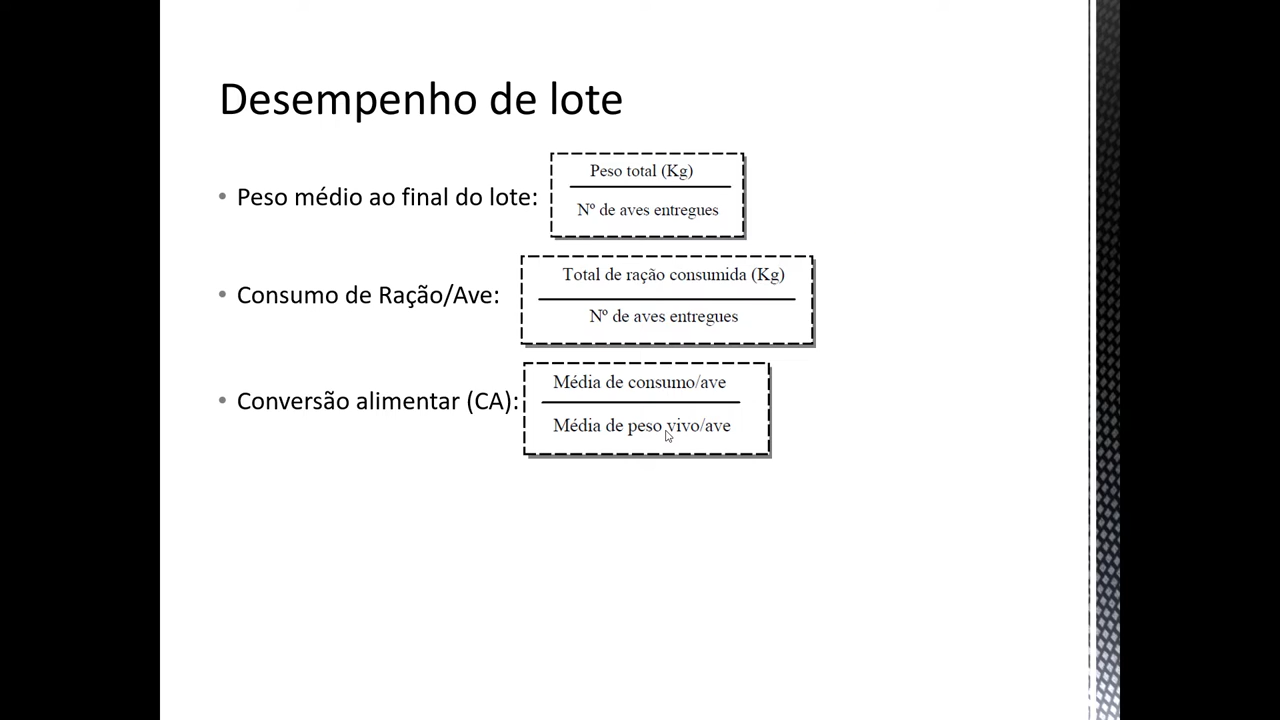 Desempenho de lote
• Peso médio ao final do lote:
Peso total (Kg)
Nº de aves entregues
• Consumo de Ração/Ave:
Total de ração consumida (Kg)
Nº de aves entregues
• Conversão alimentar (CA):
Média de consumo/ave
Média de peso vivo/ave